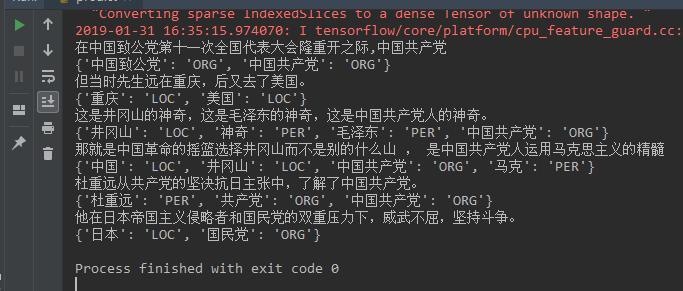 "Converting sparse IndexedSlices to a dense Tensor of unknown shape. "
2019-01-31 16:35:15.974070: I tensorflow/core/platform/cpu_feature_guard.cc:
在中国致公党第十一次全国代表大会隆重开之际,中国共产党
{'中国致公党': 'ORG', '中国共产党': 'ORG'}
但当时先生远在重庆，后又去了美国。
{'重庆': 'LOC', '美国': 'LOC'}
这是井冈山的神奇，这是毛泽东的神奇，这是中国共产党人的神奇。
{'井冈山': 'LOC', '神奇': 'PER', '毛泽东': 'PER', '中国共产党': 'ORG'}
那就是中国革命的摇篮选择井冈山而不是别的什么山 ， 是中国共产党人运用马克思主义的精髓
{'中国': 'LOC', '井冈山': 'LOC', '中国共产党': 'ORG', '马克': 'PER'}
杜重远从共产党的坚决抗日主张中，了解了中国共产党。
{'杜重远': 'PER', '共产党': 'ORG', '中国共产党': 'ORG'}
他在日本帝国主义侵略者和国民党的双重压力下，威武不屈，坚持斗争。
{'日本': 'LOC', '国民党': 'ORG'}
Process finished with exit code 0